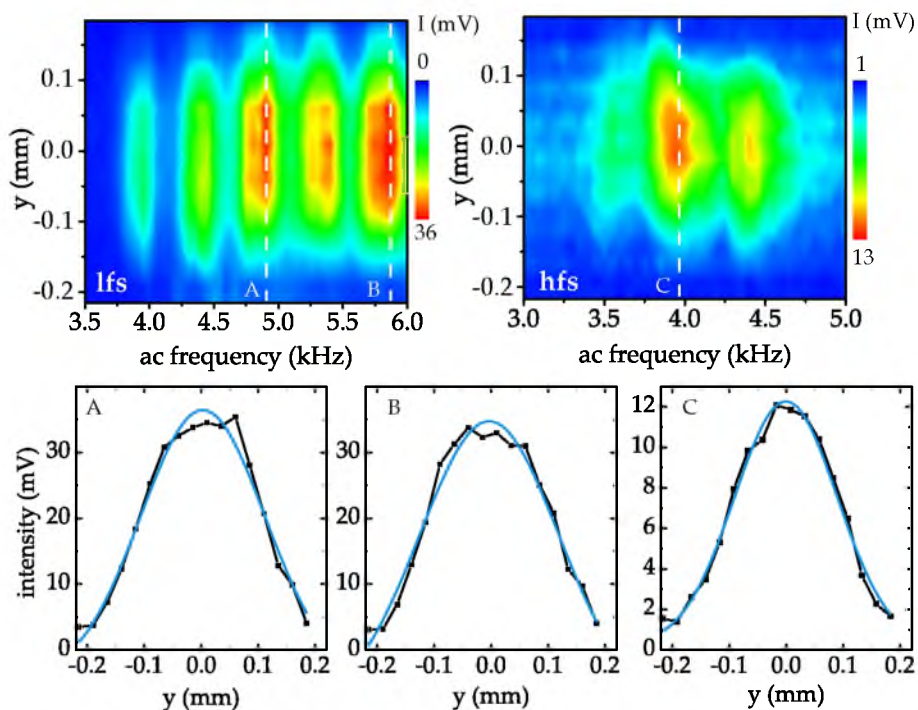 I (mV)
0
36
y (mm)
0.1
0.0
-0.1
-0.2
lfs
A
B
3.5 4.0 4.5 5.0 5.5 6.0
ac frequency (kHz)
I (mV)
1
13
y (mm)
0.1
0.0
-0.1
-0.2
hfs
C
3.0 3.5 4.0 4.5 5.0
ac frequency (kHz)
A
intensity (mV)
30
20
10
0
-0.2 -0.1 0.0 0.1 0.2
y (mm)
B
30
20
10
0
-0.2 -0.1 0.0 0.1 0.2
y (mm)
C
12
10
8
6
4
2
0
-0.2 -0.1 0.0 0.1 0.2
y (mm)